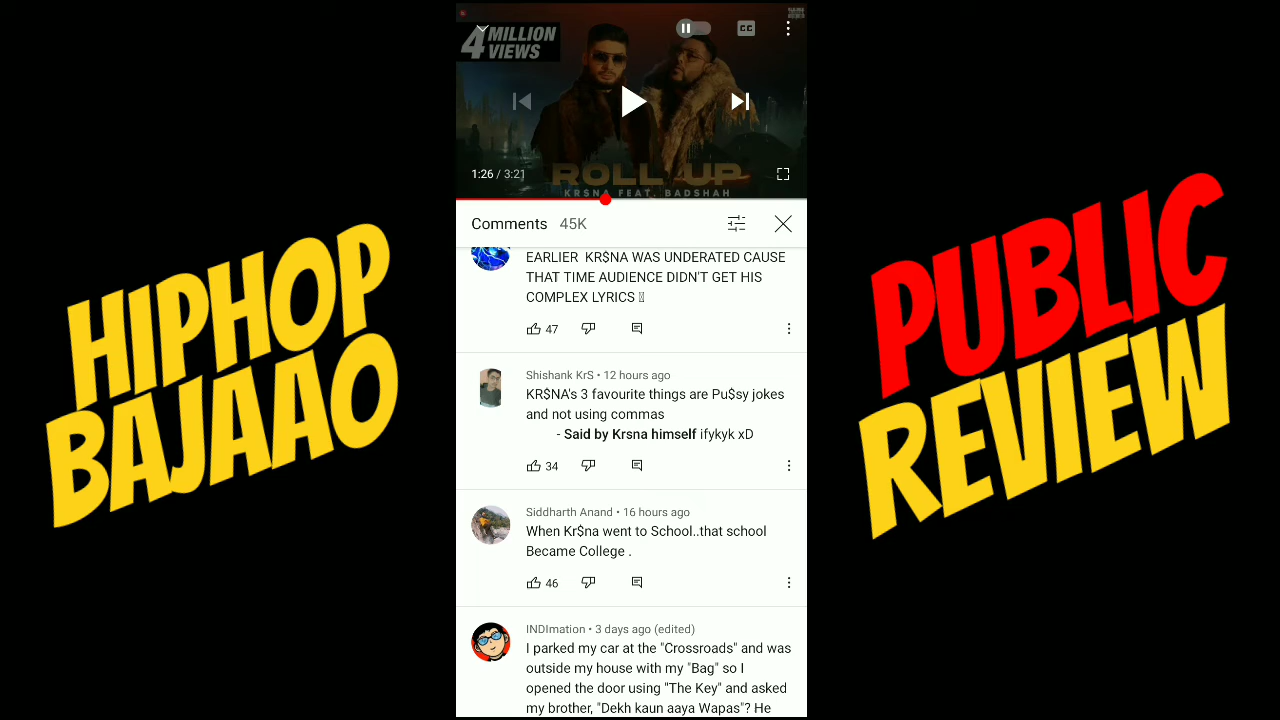 HIPHOP
BAJAAO
4 MILLION
VIEWS
CC
1:26 / 3:21
ROLL UP
KR$NA FEAT. BADSHAH
Comments 45K
EARLIER KR$NA WAS UNDERATED CAUSE
THAT TIME AUDIENCE DIDN'T GET HIS
COMPLEX LYRICS
47
Shishank KrS • 12 hours ago
KR$NA's 3 favourite things are Pu$sy jokes
and not using commas
- Said by Krsna himself ifykyk xD
34
Siddharth Anand • 16 hours ago
When Kr$na went to School..that school
Became College .
46
INDImation • 3 days ago (edited)
I parked my car at the "Crossroads" and was
outside my house with my "Bag" so I
opened the door using "The Key" and asked
my brother, "Dekh kaun aaya Wapas"? He
PUBLIC
REVIEW